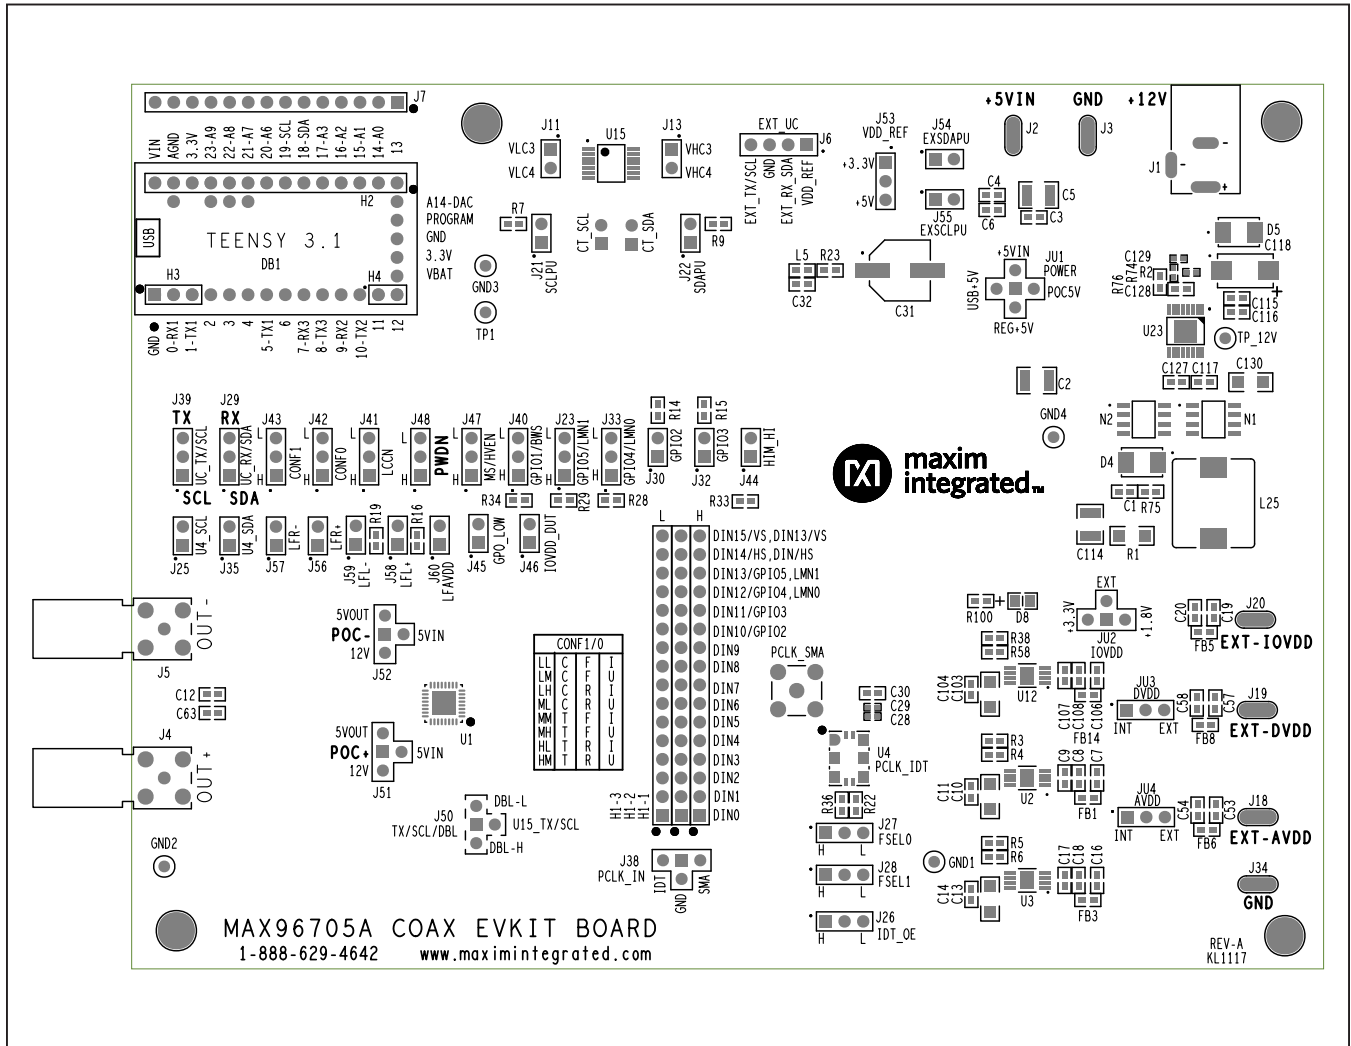 J7
VIN
AGND
3.3V
23-A9
22-A8
21-A7
20-A6
19-SCL
18-SDA
17-A3
16-A2
15-A1
14-A0
13
H2
USB
TEENSY 3.1
DB1
H3
H4
A14-DAC
PROGRAM
GND
3.3V
VBAT
GND
0-RX1
1-TX1
2
3
4
5-TX1
6
7-RX3
8-TX3
9-RX2
10-TX2
11
12
GND3
TP1
J11
VLC3
VLC4
U15
J13
VHC3
VHC4
R7
J21
SCLPU
CT_SCL
CT_SDA
J22
SDAPU
R9
EXT_UC
J6
EXT_TX/SCL
GND
EXT_RX_SDA
VDD_REF
J53
VDD_REF
+3.3V
+5V
J54
EXSDAPU
J55
EXSCLPU
L5
R23
C32
C31
+5VIN
J2
GND
J3
+12V
J1
-
-
+
C4
C6
C5
C3
+5VIN
JU1
POWER
USB+5V
POC5V
REG+5V
D5
C118
C129
R2
R74
R76
C128
+
C115
C116
U23
TP_12V
C127
C117
C130
C2
GND4
N2
N1
D4
C1
R75
L25
C114
R1
J39
TX
UC_TX/SCL
SCL
J29
RX
UC_RX/SDA
SDA
J43
L
H
CONF1
J42
L
H
CONF0
J41
L
H
LCCN
J48
L
H
PWDN
J47
L
H
MS/HVEN
J40
L
H
GPIO1/BWS
J23
L
H
GPIO5/LMN1
J33
L
H
GPIO4/LMN0
R14
GPIO2
J30
R15
GPIO3
J32
HIM_HI
J44
R34
R29
R28
R33
maxim
integrated™
U4_SCL
J25
U4_SDA
J35
LFR-
J57
LFR+
J56
R19
J59
LFL-
R16
J58
LFL+
J60
LFAVDD
GPO_LOW
J45
IOVDD_DUT
J46
L
H
DIN15/VS,DIN13/VS
DIN14/HS,DIN/HS
DIN13/GPIO5,LMN1
DIN12/GPIO4,LMN0
DIN11/GPIO3
DIN10/GPIO2
DIN9
DIN8
DIN7
DIN6
DIN5
DIN4
DIN3
DIN2
DIN1
DIN0
H1-3
H1-2
H1-1
OUT -
J5
C12
C63
J4
OUT +
GND2
5VOUT
POC-
5VIN
12V
J52
5VOUT
POC+
5VIN
12V
J51
U1
CONF1/0
LL C F I
LM C F U
LH C R I
ML C R U
MM T F I
MH T F U
HL T R I
HM T R U
J50
TX/SCL/DBL
DBL-L
U15_TX/SCL
DBL-H
J38
PCLK_IN
IDT
GND
SMA
PCLK_SMA
C30
C29
C28
U4
PCLK_IDT
R36
R22
J27
FSEL0
H
L
J28
FSEL1
H
L
J26
IDT_OE
H
L
GND1
R100
+
D8
R38
R58
C104
C103
U12
C107
C108
C106
FB14
R3
R4
C11
C10
U2
C9
C8
C7
FB1
R5
R6
C14
C13
U3
C17
C18
C16
FB3
EXT
+3.3V
+1.8V
JU2
IOVDD
JU3
DVDD
INT
EXT
JU4
AVDD
INT
EXT
C20
C19
FB5
J20
EXT-IOVDD
C58
C57
FB8
J19
EXT-DVDD
C54
C53
FB6
J18
EXT-AVDD
J34
GND
MAX96705A COAX EVKIT BOARD
1-888-629-4642
www.maximintegrated.com
REV-A
KL1117